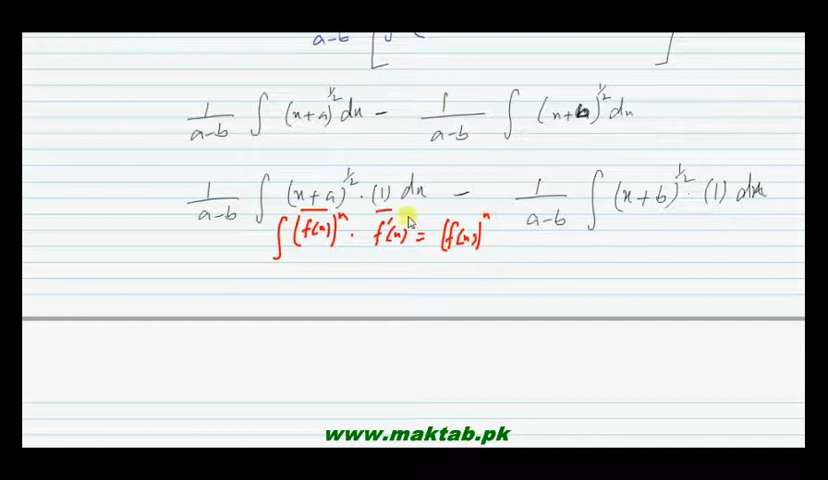 a-b
1/(a-b) ∫ (x+a)^1/2 dx - 1/(a-b) ∫ (x+b)^1/2 dx
1/(a-b) ∫ (x+a)^1/2 · (1) dx - 1/(a-b) ∫ (x+b)^1/2 · (1) dx
∫ (f(x))^n · f'(x) = (f(x))^n
www.maktab.pk